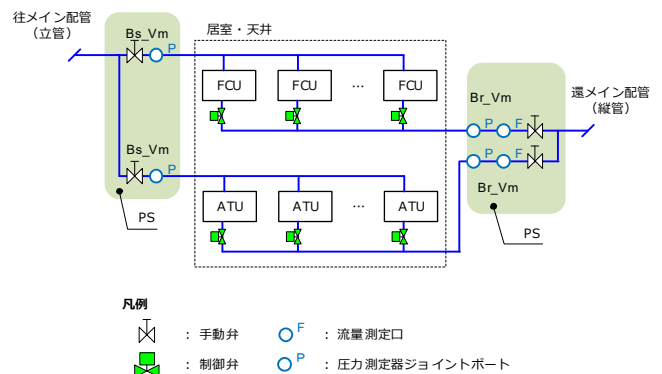 往メイン配管
（立管）
Bs_Vm
P
居室・天井
FCU
FCU
…
FCU
Br_Vm
還メイン配管
（縦管）
P
F
Bs_Vm
P
P
F
Br_Vm
ATU
ATU
…
ATU
PS
PS
凡例
： 手動弁
F
： 流量測定口
： 制御弁
P
： 圧力測定器ジョイントポート